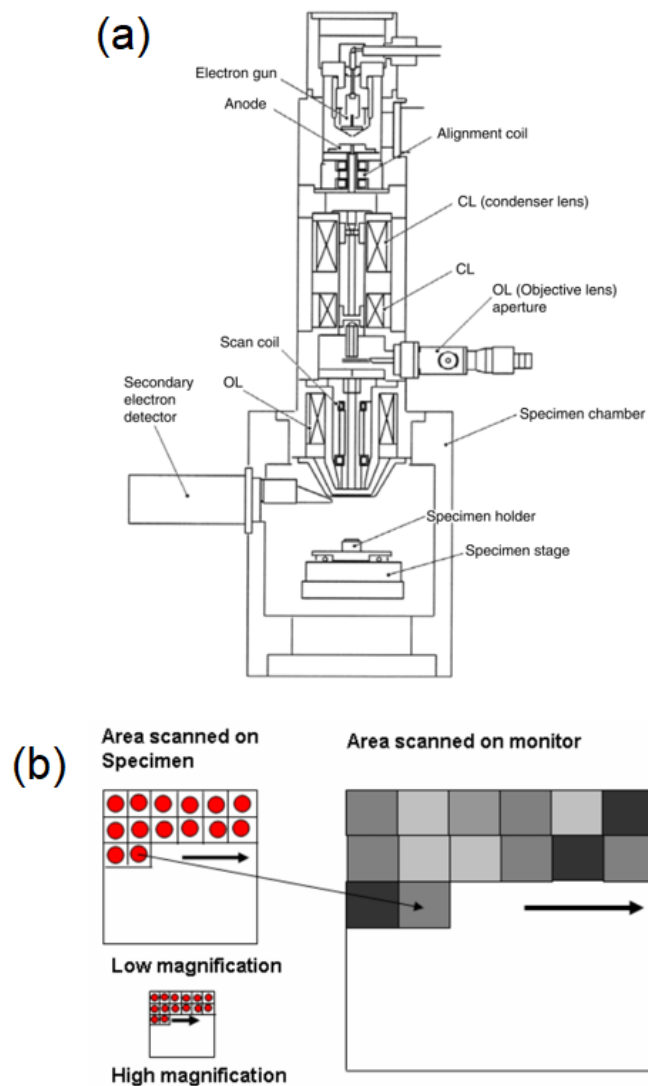 (a)
Electron gun
Anode
Alignment coil
CL (condenser lens)
CL
OL (Objective lens)
aperture
Scan coil
OL
Secondary
electron
detector
Specimen chamber
Specimen holder
Specimen stage
(b)
Area scanned on
Specimen
Area scanned on monitor
Low magnification
High magnification